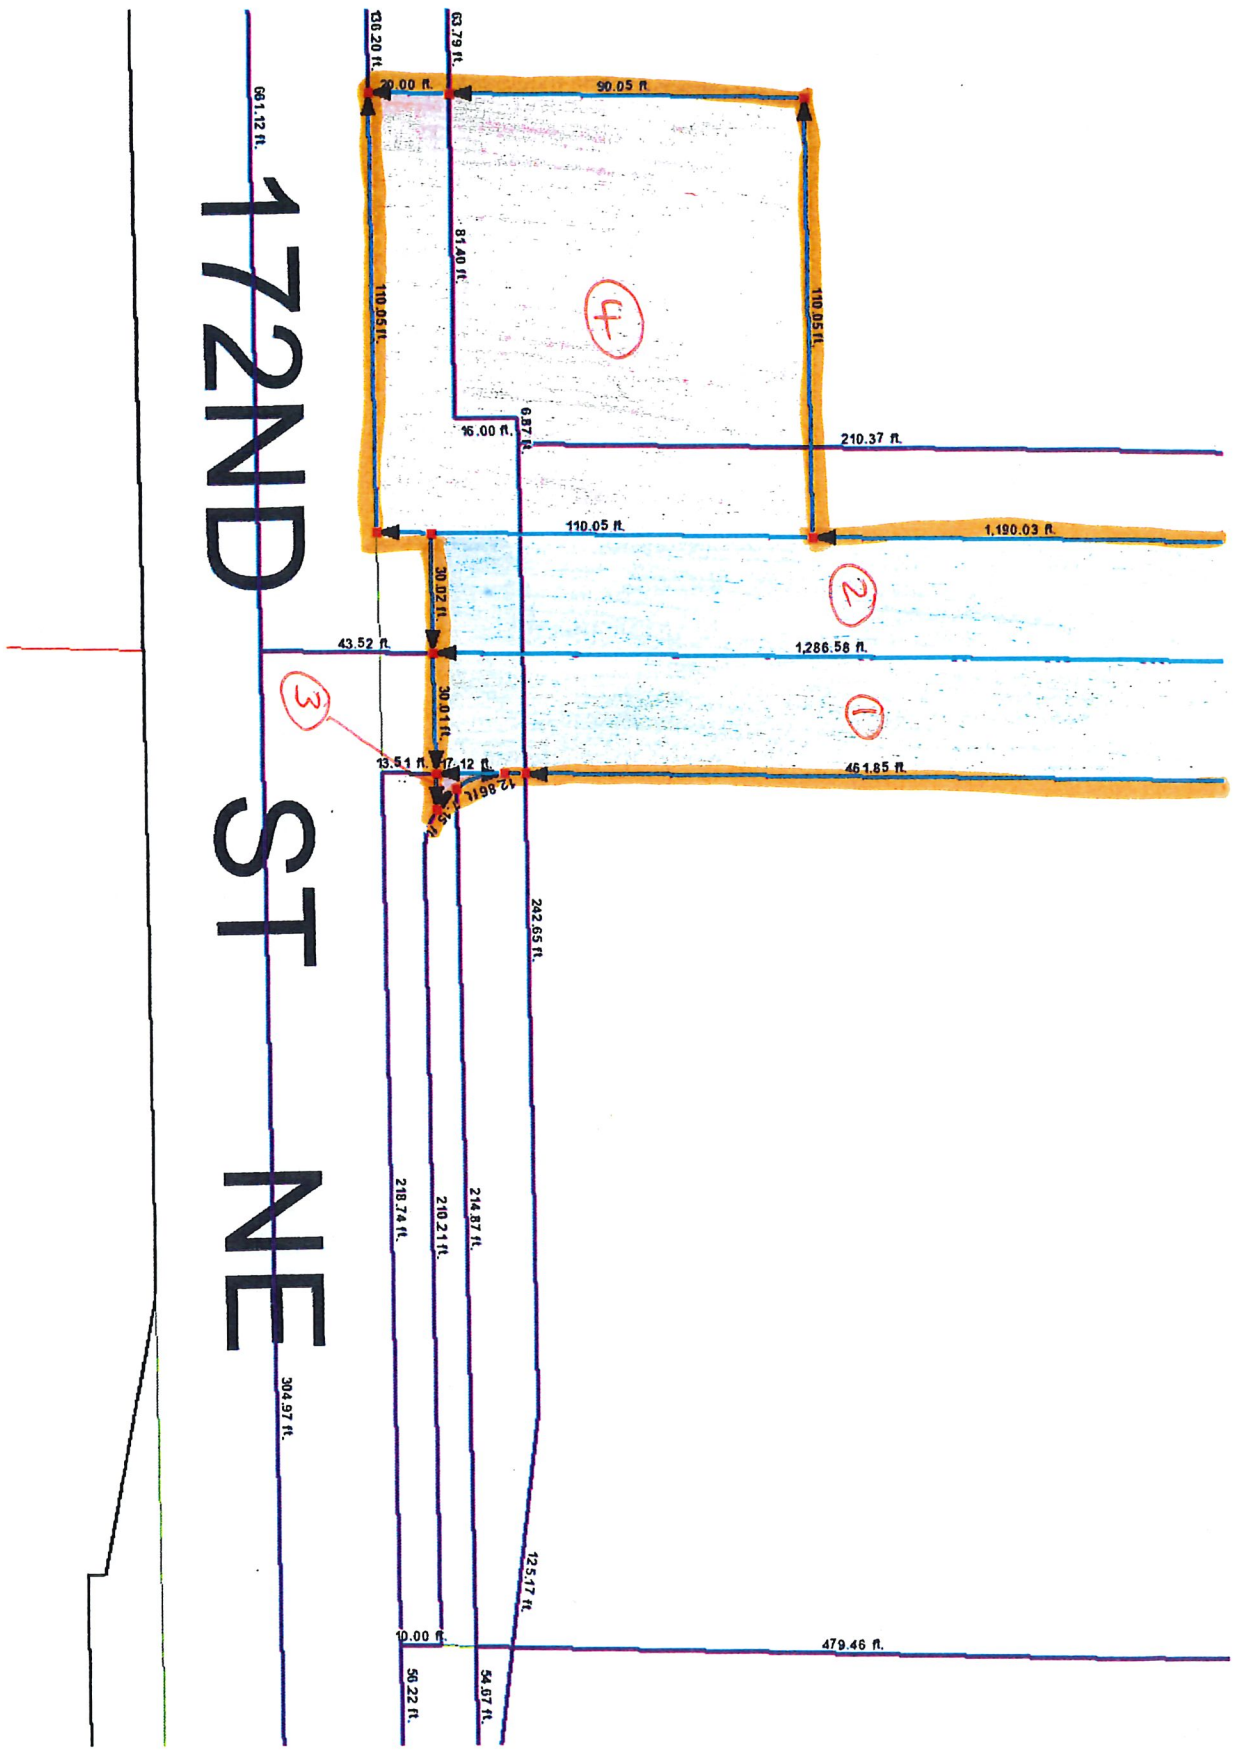 63.79 ft.
130.20 ft.
661.12 ft.
20.00 ft.
90.05 ft.
110.05 ft.
81.40 ft.
4
110.05 ft.
16.00 ft.
6.87 ft.
210.37 ft.
110.05 ft.
1,190.03 ft.
172ND ST NE
30.02 ft.
2
43.52 ft.
1,286.58 ft.
3
30.01 ft.
1
13.51 ft.
17.12 ft.
12.86 ft.
461.85 ft.
242.65 ft.
218.74 ft.
210.21 ft.
214.87 ft.
304.97 ft.
125.17 ft.
10.00 ft.
479.46 ft.
56.22 ft.
54.67 ft.